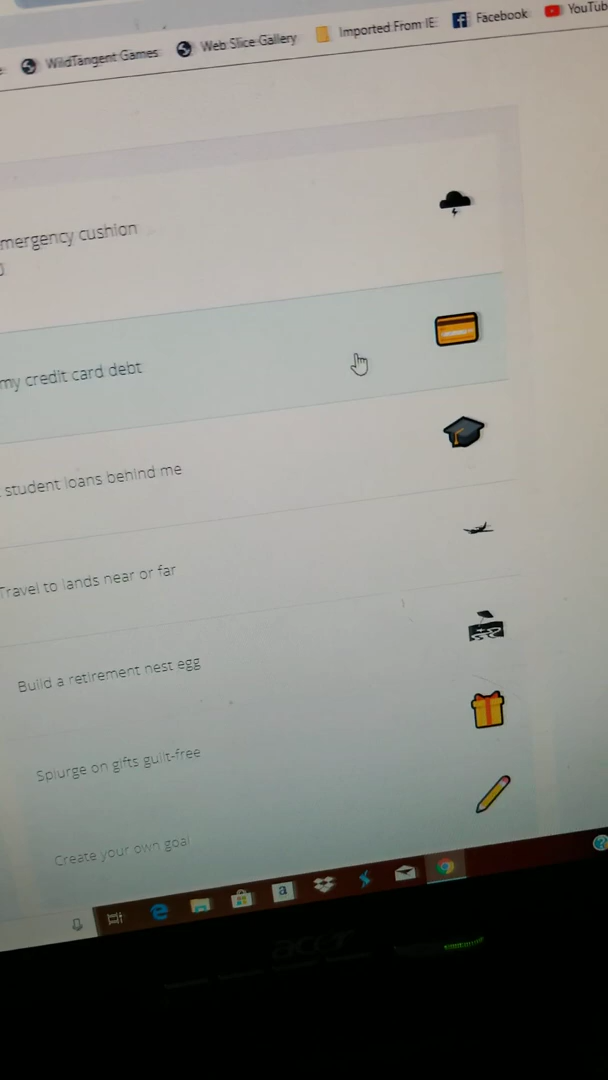 WildTangent Games Web Slice Gallery Imported From IE Facebook YouTub
mergency cushion
my credit card debt
student loans behind me
Travel to lands near or far
Build a retirement nest egg
Splurge on gifts guilt-free
Create your own goal
acer